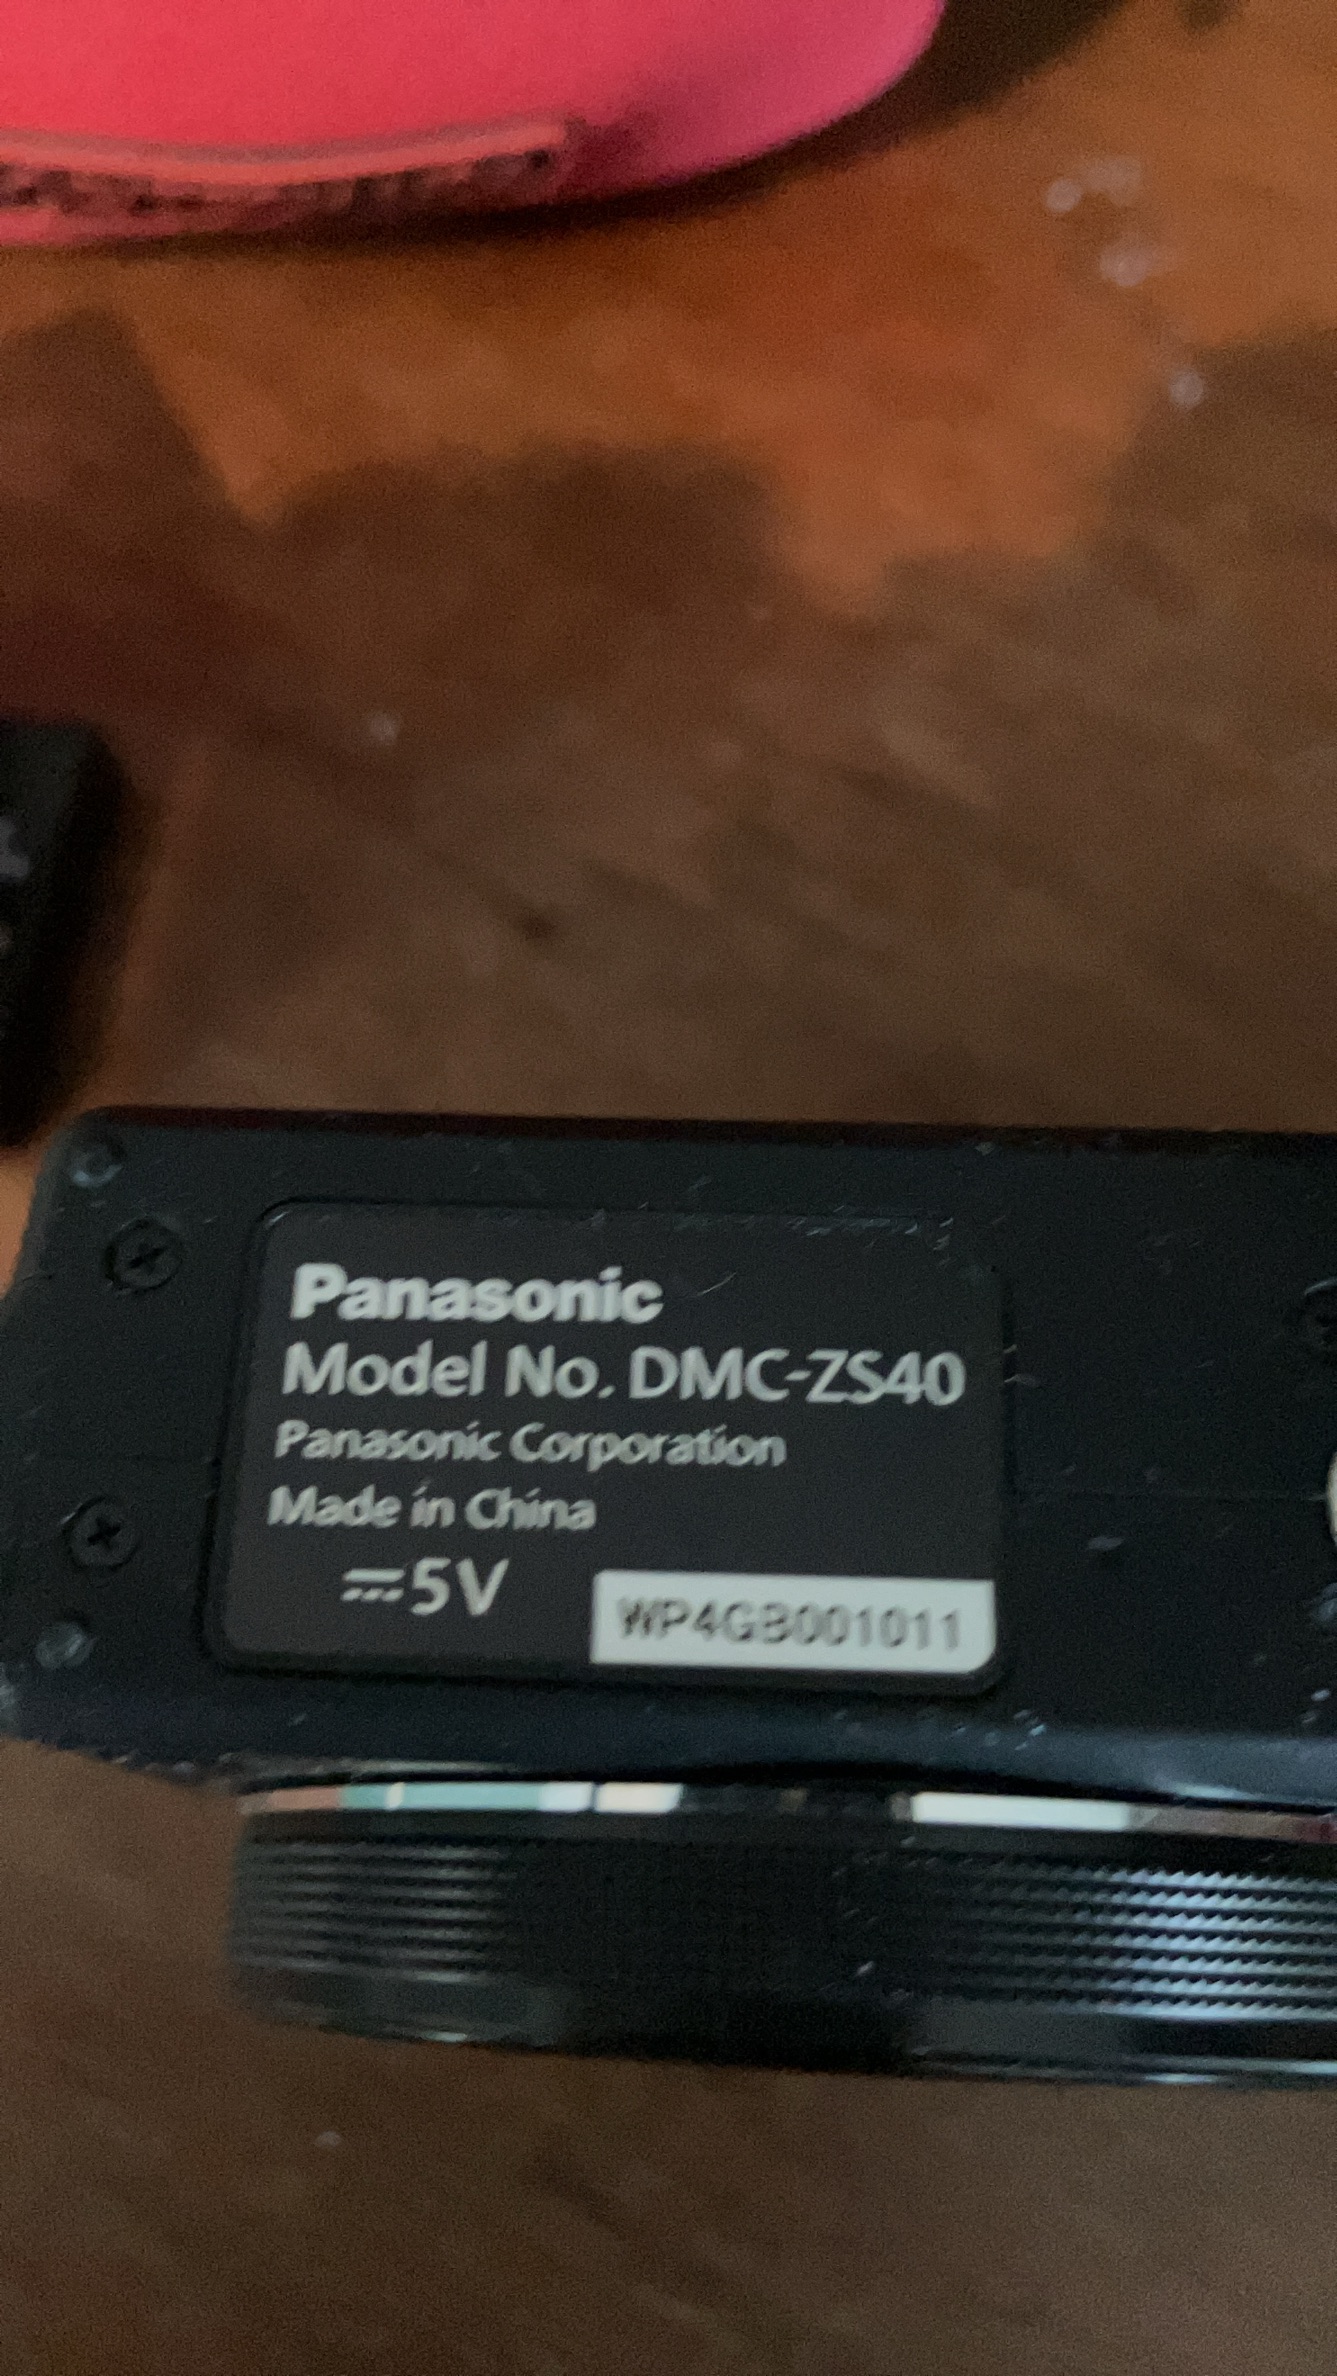 Panasonic
Model No. DMC-ZS40
Panasonic Corporation
Made in China
⎓5V
WP4GB001011